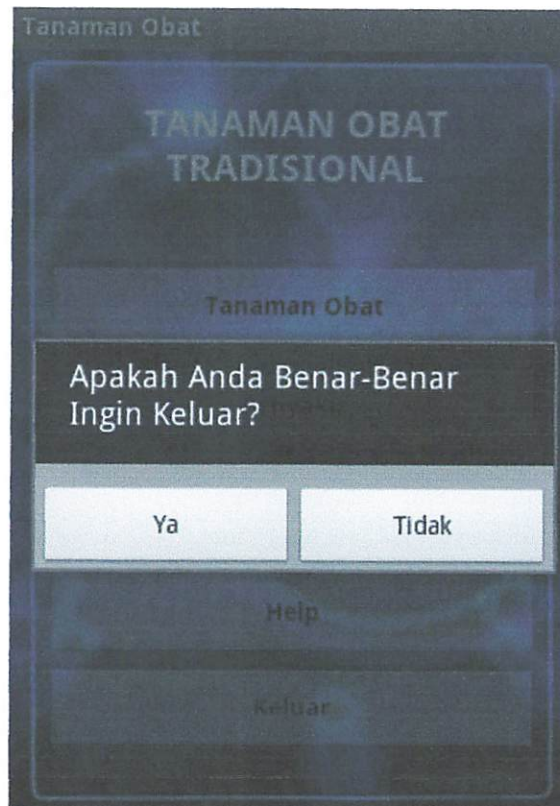 Tanaman Obat
TANAMAN OBAT
TRADISIONAL
Tanaman Obat
Apakah Anda Benar-Benar
Ingin Keluar?
Ya
Tidak
Help
Keluar